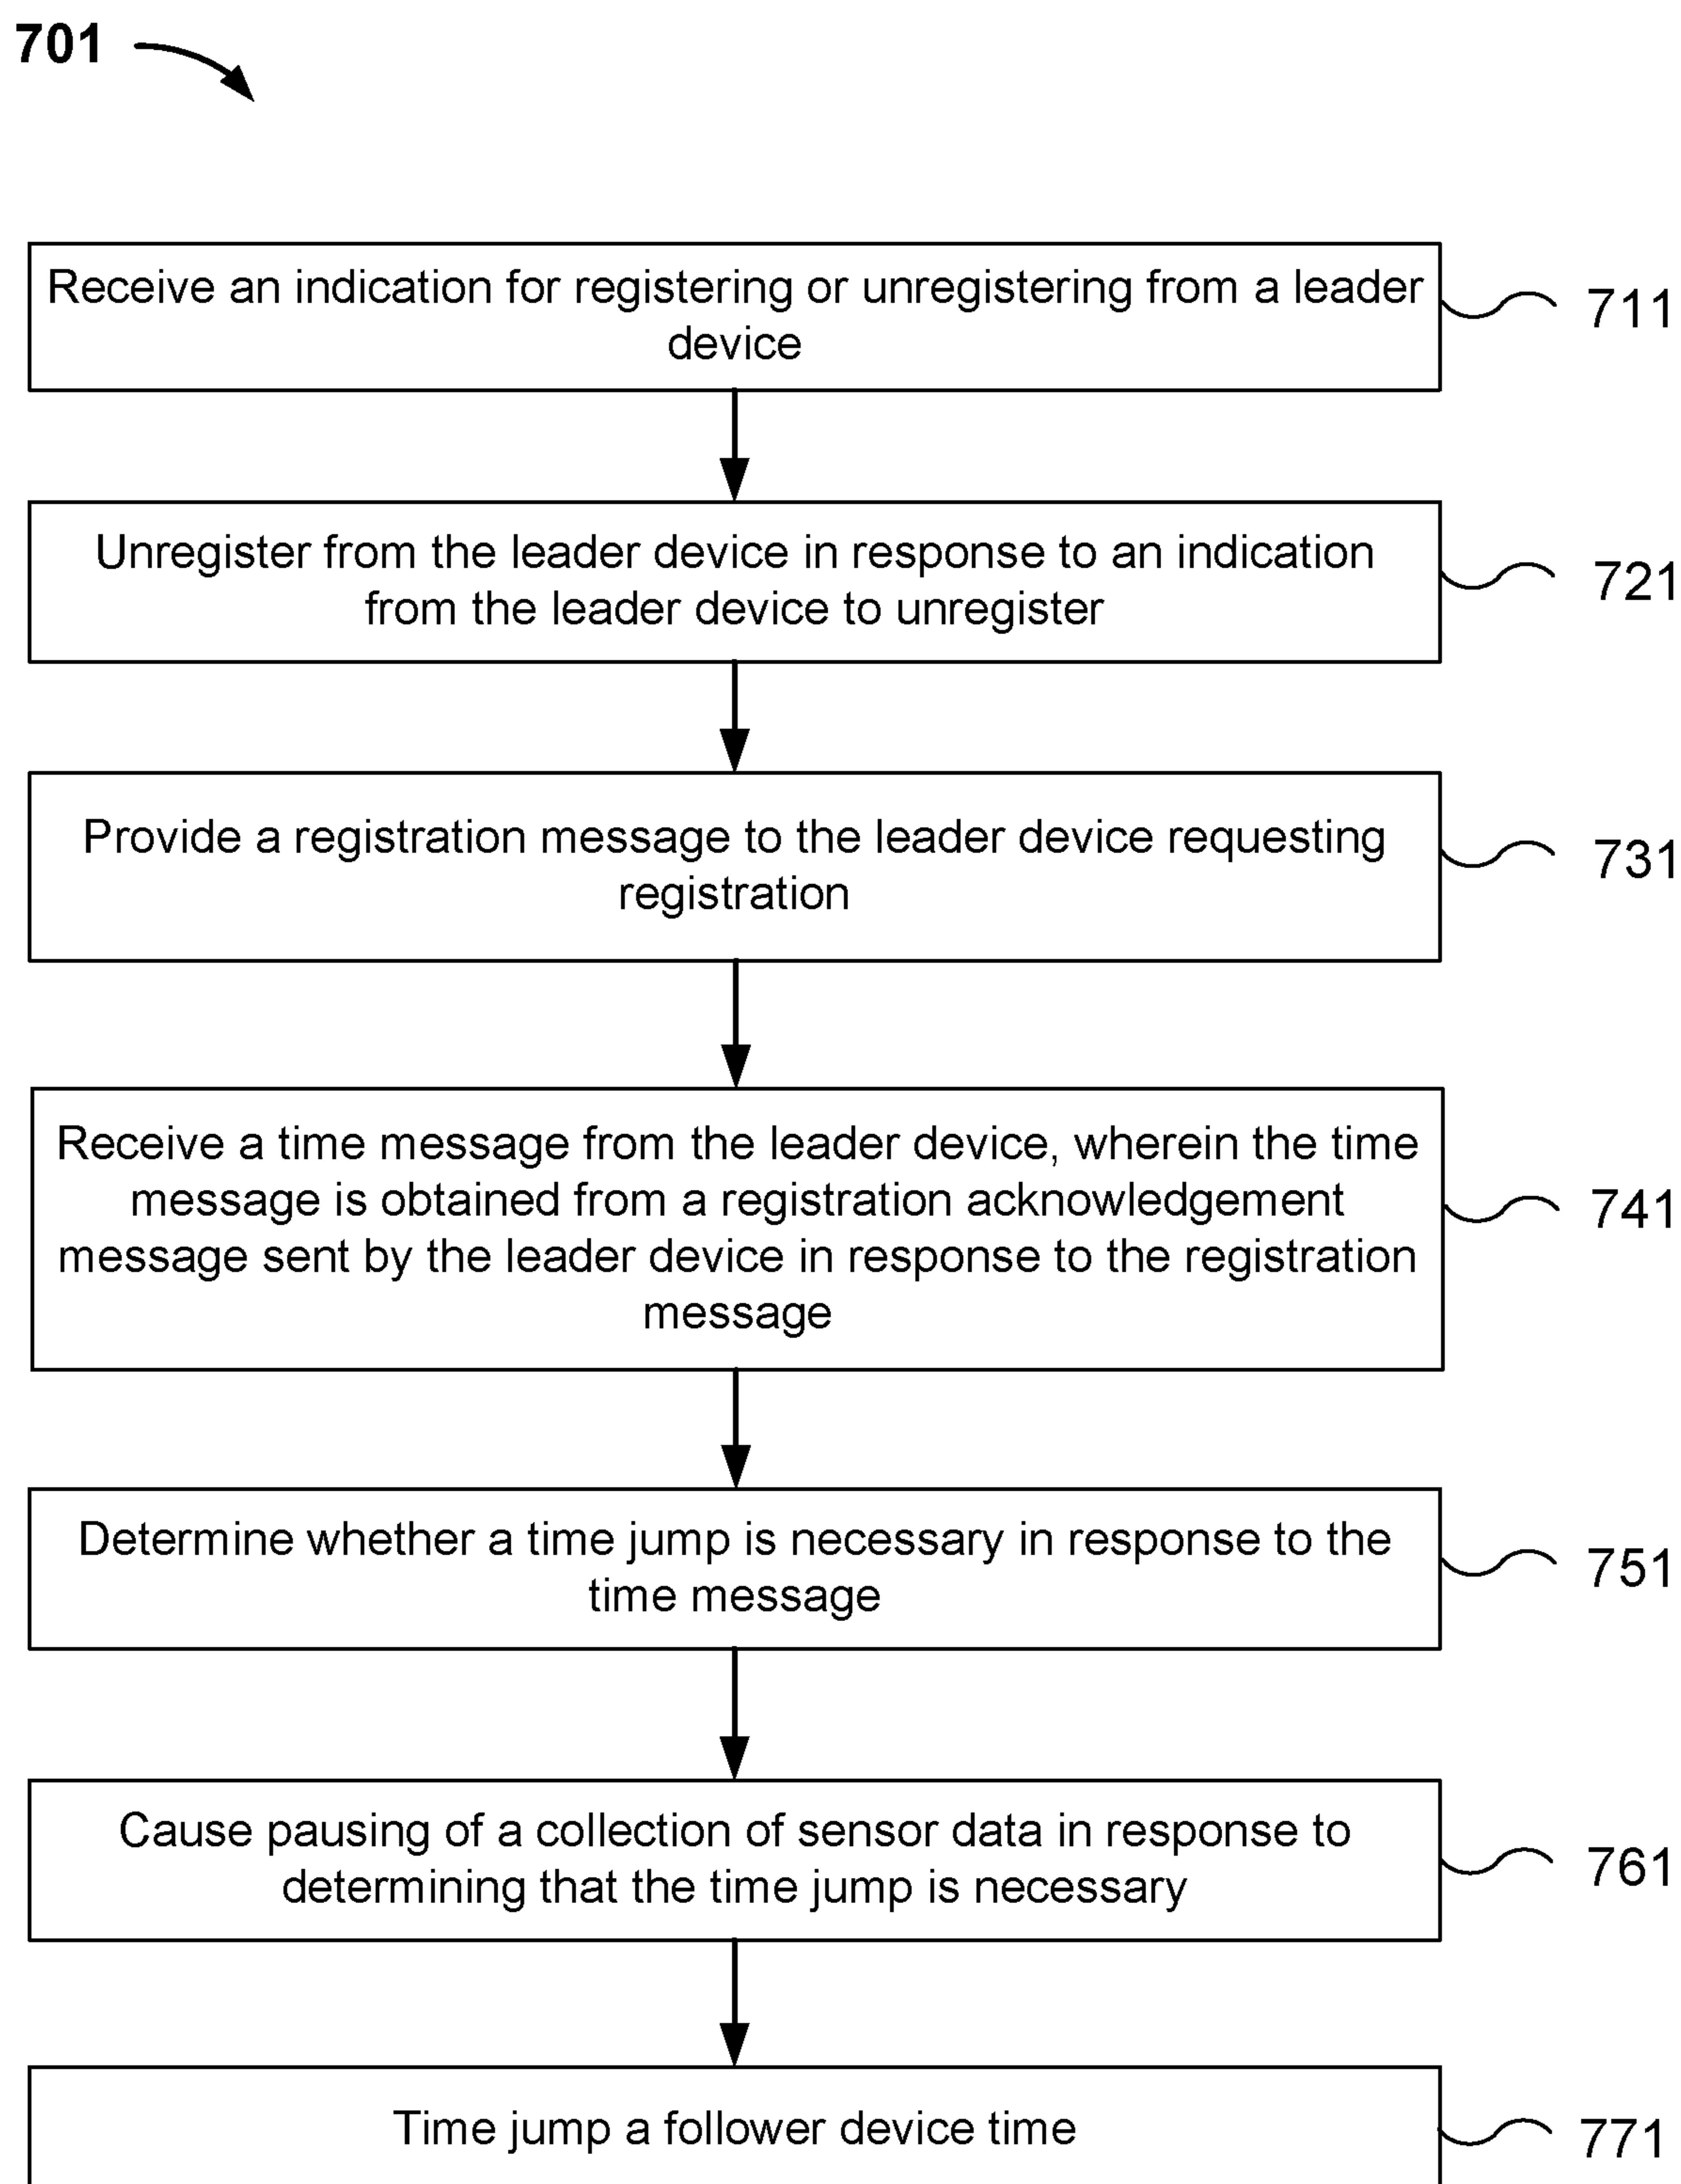 701
Receive an indication for registering or unregistering from a leader
device
711
Unregister from the leader device in response to an indication
from the leader device to unregister
721
Provide a registration message to the leader device requesting
registration
731
Receive a time message from the leader device, wherein the time
message is obtained from a registration acknowledgement
message sent by the leader device in response to the registration
message
741
Determine whether a time jump is necessary in response to the
time message
751
Cause pausing of a collection of sensor data in response to
determining that the time jump is necessary
761
Time jump a follower device time
771